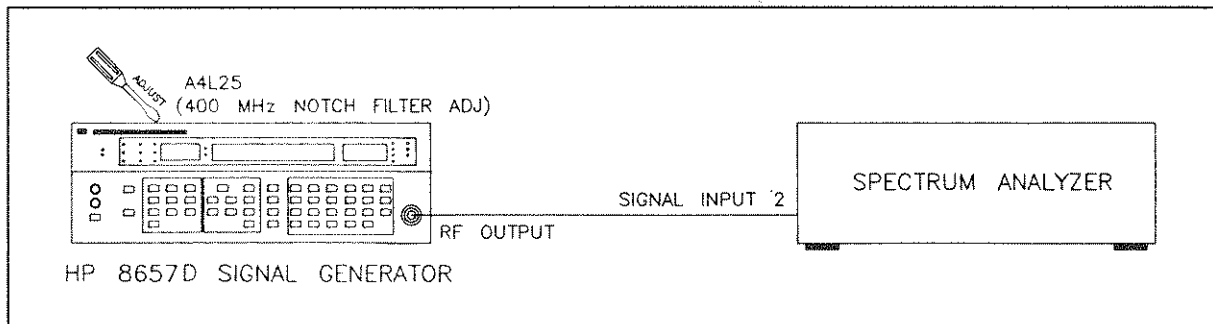 ADJUST
A4L25
(400 MHz NOTCH FILTER ADJ)
SIGNAL INPUT 2
SPECTRUM ANALYZER
RF OUTPUT
HP 8657D SIGNAL GENERATOR